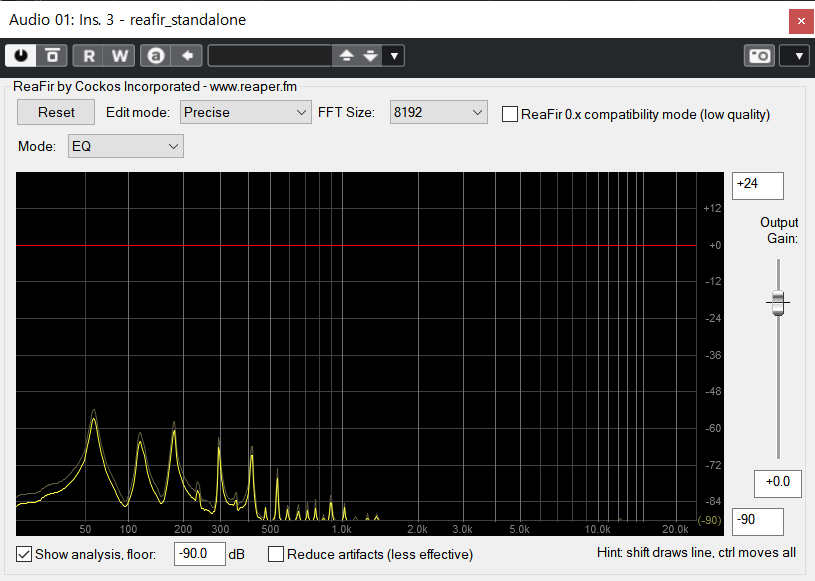 Audio 01: Ins. 3 - reafir_standalone
R W a
ReaFir by Cockos Incorporated - www.reaper.fm
Reset Edit mode: Precise FFT Size: 8192 ReaFir 0.x compatibility mode (low quality)
Mode: EQ
+24
+12
Output
Gain:
+0
-12
-24
-36
-48
-60
-72
+0.0
-84
(-90)
-90
50 100 200 300 500 1.0k 2.0k 3.0k 5.0k 10.0k 20.0k
Show analysis, floor: -90.0 dB Reduce artifacts (less effective) Hint: shift draws line, ctrl moves all